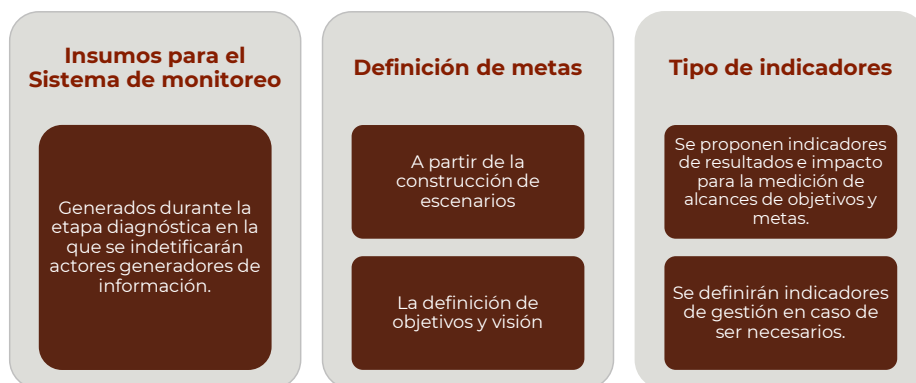 Insumos para el
Sistema de monitoreo
Generados durante la
etapa diagnóstica en la
que se indetificarán
actores generadores de
información.
Definición de metas
A partir de la
construcción de
escenarios
La definición de
objetivos y visión
Tipo de indicadores
Se proponen indicadores
de resultados e impacto
para la medición de
alcances de objetivos y
metas.
Se definirán indicadores
de gestión en caso de
ser necesarios.